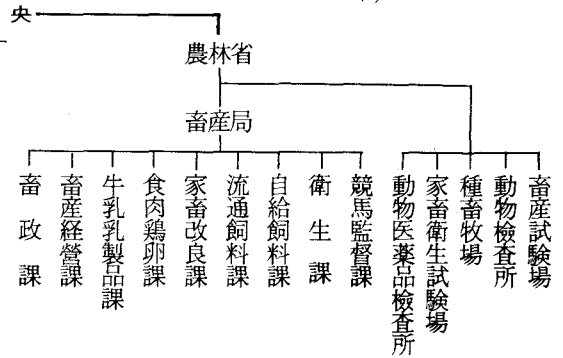 央
農林省
畜産局
畜政課
畜産経営課
牛乳乳製品課
食肉鶏卵課
家畜改良課
流通飼料課
自給飼料課
衛生課
競馬監督課
動物医薬品検査所
家畜衛生試験場
種畜牧場
動物検査所
畜産試験場